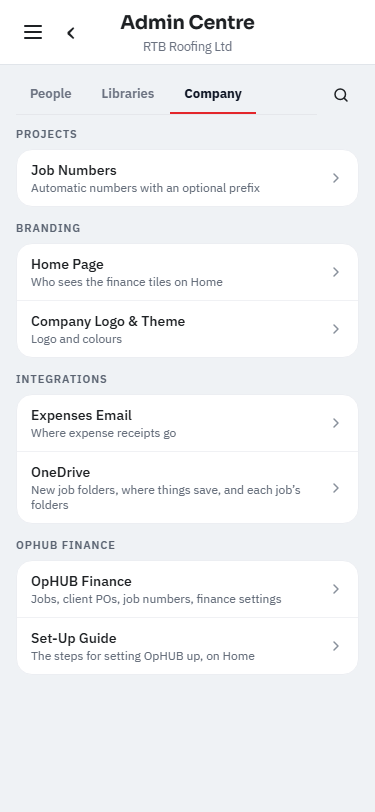 Admin Centre
RTB Roofing Ltd
People
Libraries
Company
PROJECTS
Job Numbers
Automatic numbers with an optional prefix
BRANDING
Home Page
Who sees the finance tiles on Home
Company Logo & Theme
Logo and colours
INTEGRATIONS
Expenses Email
Where expense receipts go
OneDrive
New job folders, where things save, and each job’s
folders
OPHUB FINANCE
OpHUB Finance
Jobs, client POs, job numbers, finance settings
Set-Up Guide
The steps for setting OpHUB up, on Home